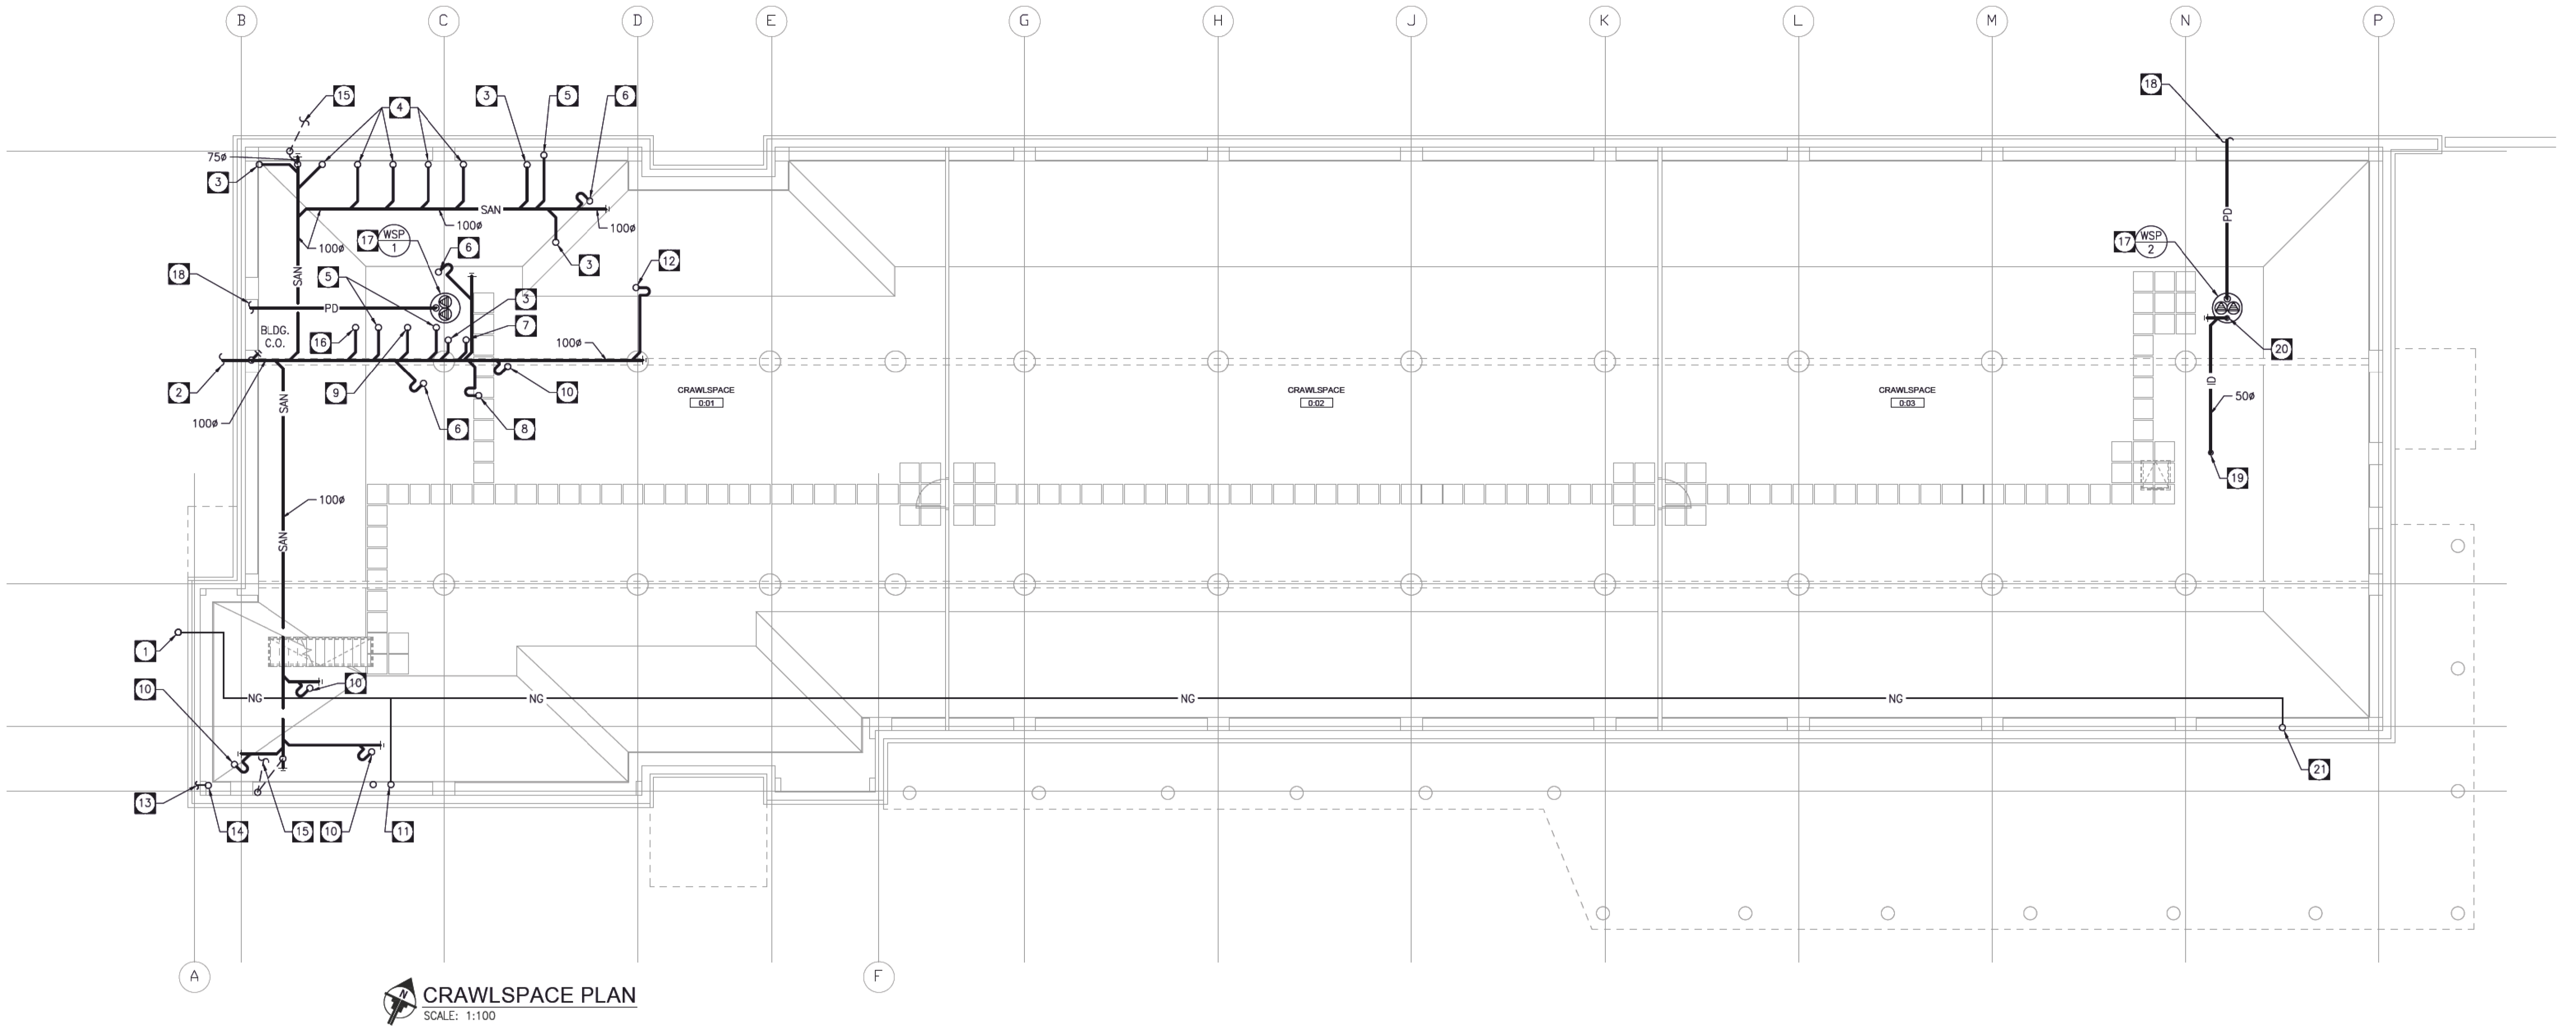 B C D E G H J K L M N P
18
15 4 3 5 6
75ø
3
SAN
100ø
100ø
100ø
17 WSP 1
6
3
12
17 WSP 2
PD
SAN
18
5
3
PD
7
BLDG.
C.O.
16
100ø
20
2
9
10
CRAWLSPACE
0:01
CRAWLSPACE
0:02
CRAWLSPACE
0:03
ID
50ø
SAN
100ø
6
8
19
100ø
SAN
1
10
10
NG NG NG NG
21
13
14
15
10
11
A F
N
CRAWLSPACE PLAN
SCALE: 1:100